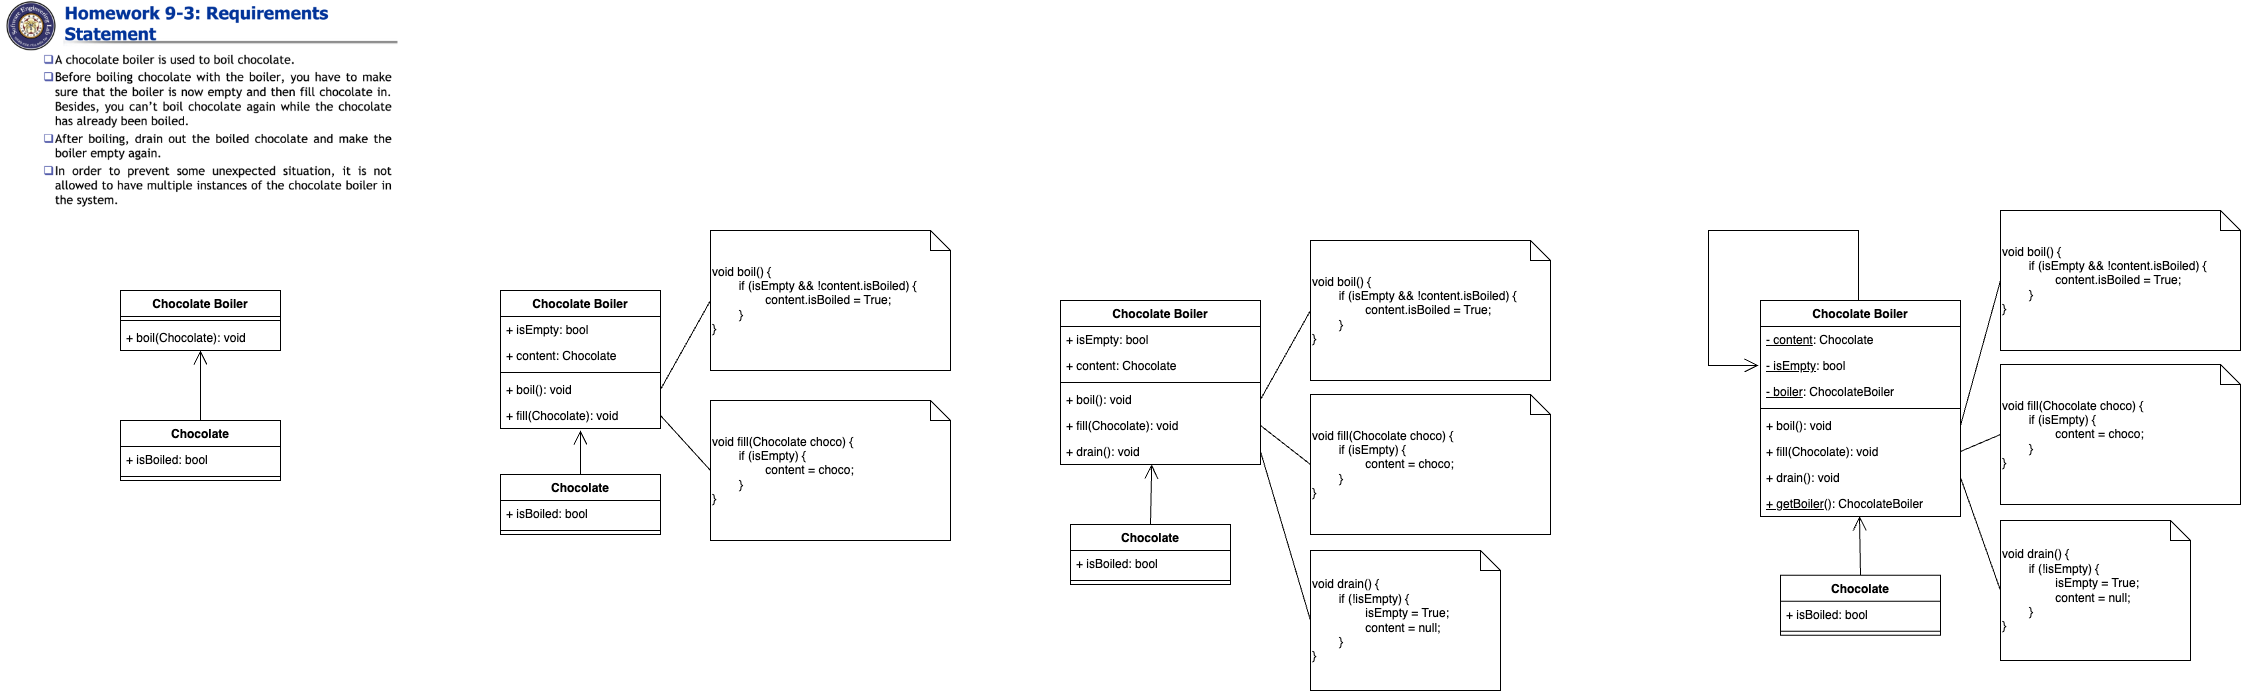 Homework 9-3: Requirements
Statement
A chocolate boiler is used to boil chocolate.
Before boiling chocolate with the boiler, you have to make
sure that the boiler is now empty and then fill chocolate in.
Besides, you can't boil chocolate again while the chocolate
has already been boiled.
After boiling, drain out the boiled chocolate and make the
boiler empty again.
In order to prevent some unexpected situation, it is not
allowed to have multiple instances of the chocolate boiler in
the system.
Chocolate Boiler
+ boil(Chocolate): void
Chocolate
+ isBoiled: bool
Chocolate Boiler
+ isEmpty: bool
+ content: Chocolate
+ boil(): void
+ fill(Chocolate): void
Chocolate
+ isBoiled: bool
void boil() {
if (isEmpty && !content.isBoiled) {
content.isBoiled = True;
}
}
void fill(Chocolate choco) {
if (isEmpty) {
content = choco;
}
}
Chocolate Boiler
+ isEmpty: bool
+ content: Chocolate
+ boil(): void
+ fill(Chocolate): void
+ drain(): void
Chocolate
+ isBoiled: bool
void boil() {
if (isEmpty && !content.isBoiled) {
content.isBoiled = True;
}
}
void fill(Chocolate choco) {
if (isEmpty) {
content = choco;
}
}
void drain() {
if (!isEmpty) {
isEmpty = True;
content = null;
}
}
Chocolate Boiler
- content: Chocolate
- isEmpty: bool
- boiler: ChocolateBoiler
+ boil(): void
+ fill(Chocolate): void
+ drain(): void
+ getBoiler(): ChocolateBoiler
Chocolate
+ isBoiled: bool
void boil() {
if (isEmpty && !content.isBoiled) {
content.isBoiled = True;
}
}
void fill(Chocolate choco) {
if (isEmpty) {
content = choco;
}
}
void drain() {
if (!isEmpty) {
isEmpty = True;
content = null;
}
}